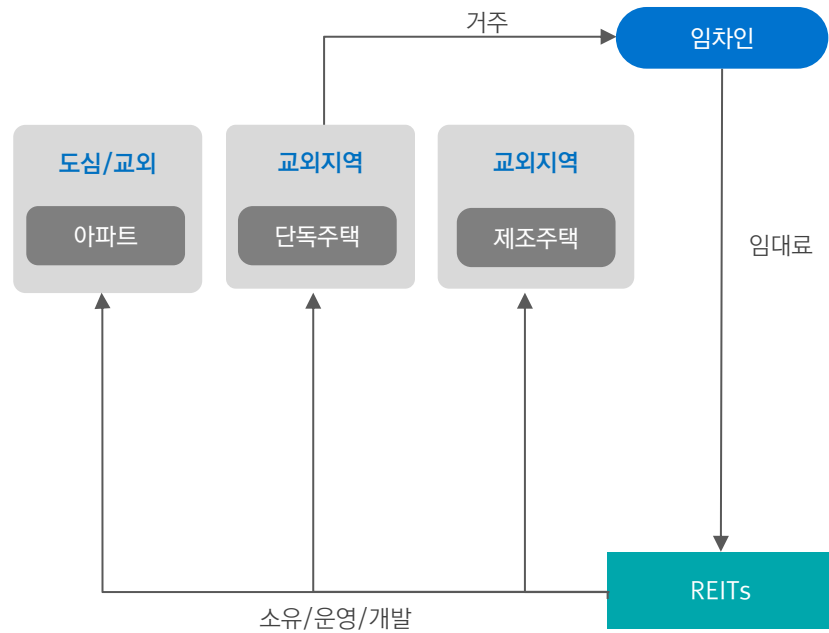 거주
임차인
도심/교외
교외지역
교외지역
아파트
단독주택
제조주택
임대료
REITs
소유/운영/개발